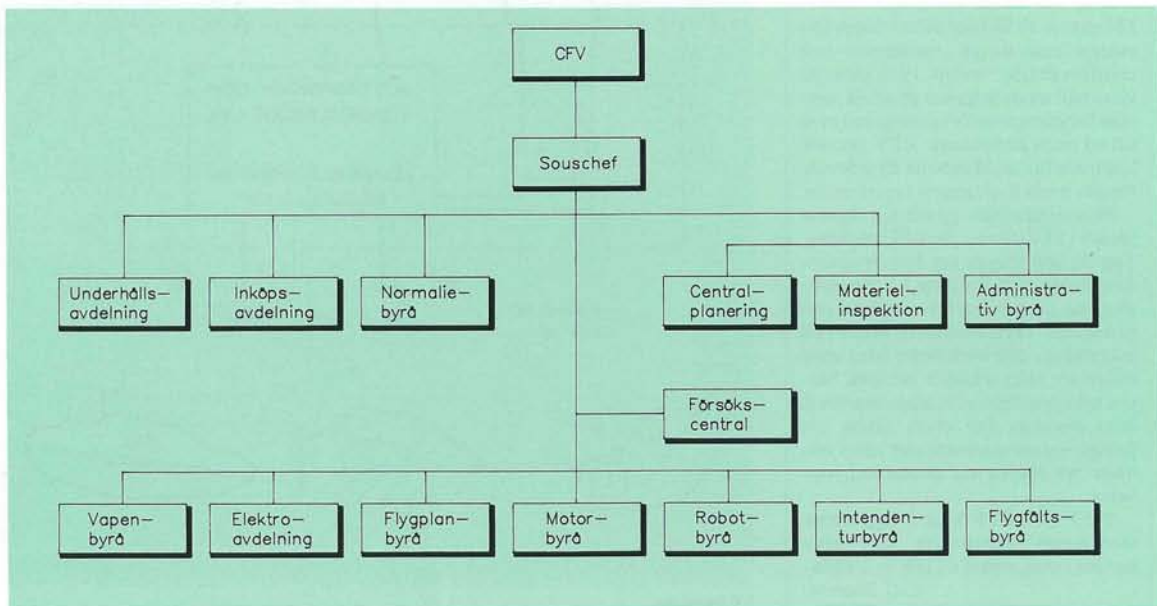 CFV
Souschef
Underhålls-
avdelning
Inköps-
avdelning
Normalie-
byrå
Central-
planering
Materiel-
inspektion
Administra-
tiv byrå
Försöks-
central
Vapen-
byrå
Elektro-
avdelning
Flygplan-
byrå
Motor-
byrå
Robot-
byrå
Intenden-
turbyrå
Flygfälts-
byrå